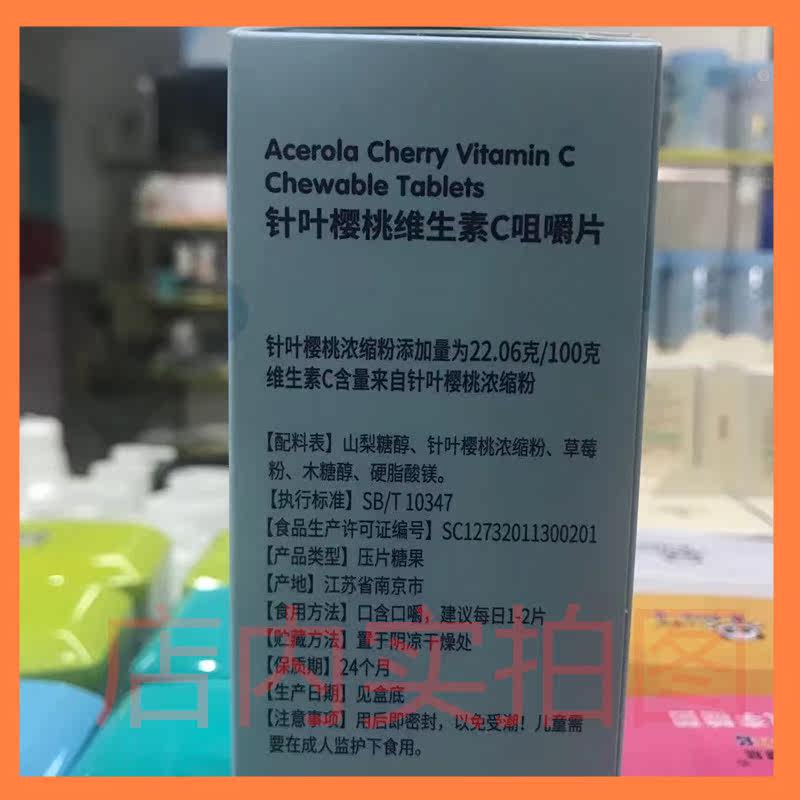 Acerola Cherry Vitamin C
Chewable Tablets
针叶樱桃维生素C咀嚼片
针叶樱桃浓缩粉添加量为22.06克/100克
维生素C含量来自针叶樱桃浓缩粉
【配料表】山梨糖醇、针叶樱桃浓缩粉、草莓
粉、木糖醇、硬脂酸镁。
【执行标准】SB/T 10347
【食品生产许可证编号】SC12732011300201
【产品类型】压片糖果
【产地】江苏省南京市
【食用方法】口含口嚼，建议每日1-2片
【贮藏方法】置于阴凉干燥处
【保质期】24个月
【生产日期】见盒底
【注意事项】用后即密封，以免受潮！儿童需
要在成人监护下食用。
店内实拍图